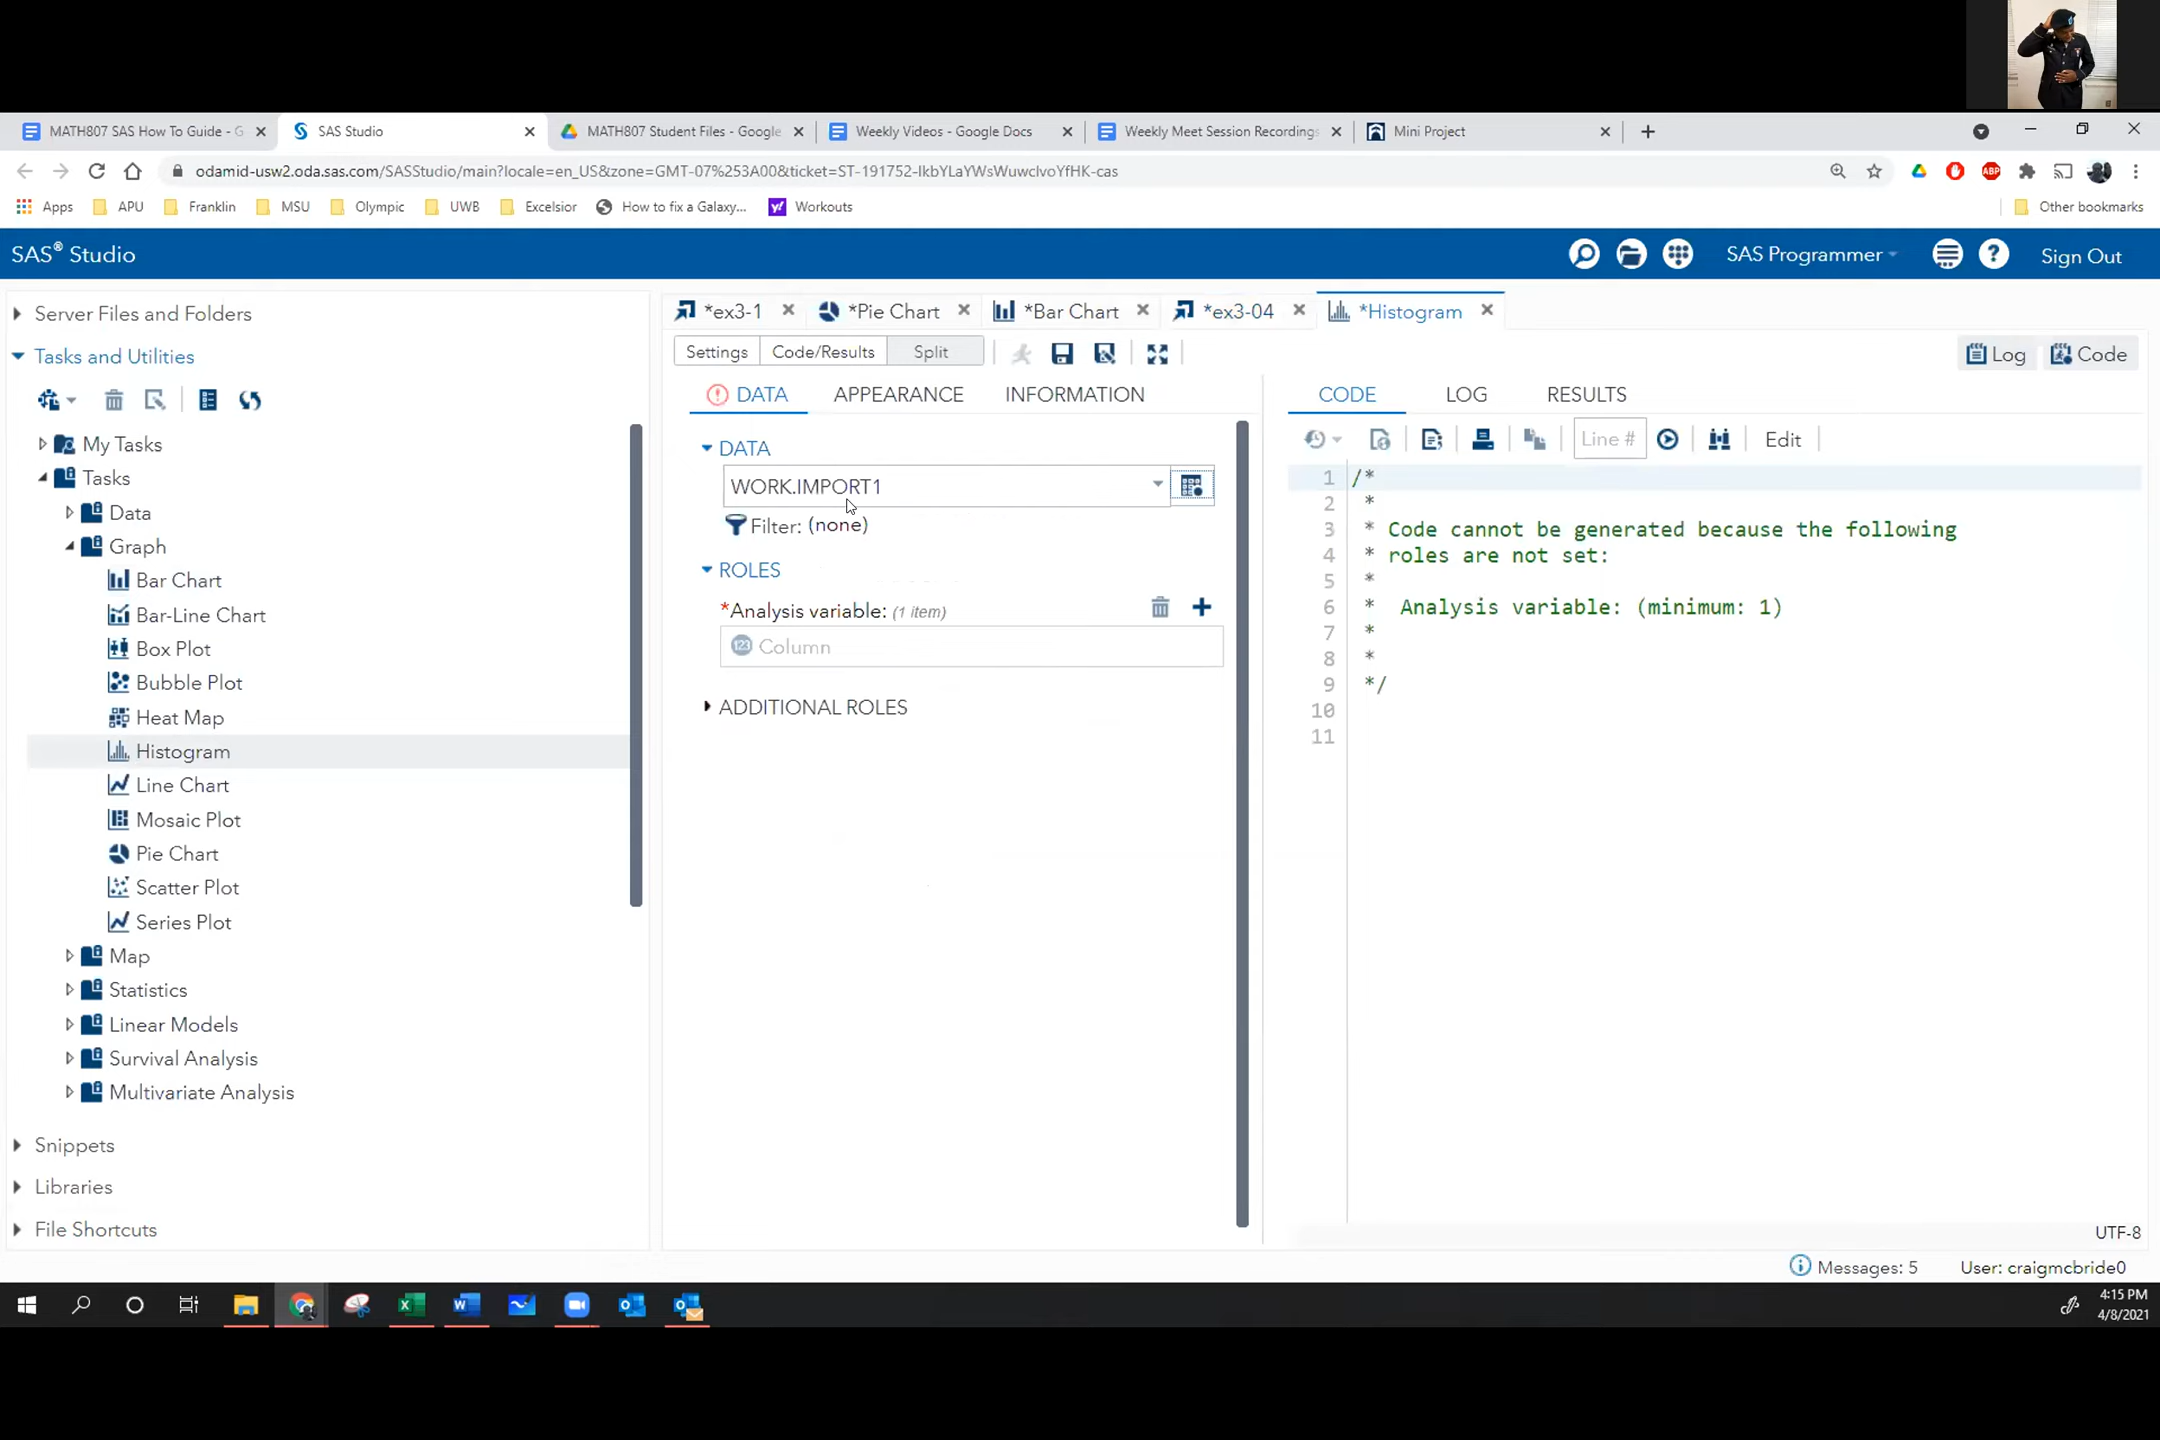 MATH807 SAS How To Guide - G
SAS Studio
MATH807 Student Files - Google
Weekly Videos - Google Docs
Weekly Meet Session Recordings
Mini Project
odamid-usw2.oda.sas.com/SASStudio/main?locale=en_US&zone=GMT-07%253A00&ticket=ST-191752-IkbYLaYWsWuwclvoYfHK-cas
ABP
Apps
APU
Franklin
MSU
Olympic
UWB
Excelsior
How to fix a Galaxy...
Workouts
Other bookmarks
SAS® Studio
SAS Programmer
Sign Out
Server Files and Folders
*ex3-1
*Pie Chart
*Bar Chart
*ex3-04
*Histogram
Tasks and Utilities
Settings
Code/Results
Split
Log
Code
DATA
APPEARANCE
INFORMATION
CODE
LOG
RESULTS
My Tasks
Tasks
Data
Graph
Bar Chart
Bar-Line Chart
Box Plot
Bubble Plot
Heat Map
Histogram
Line Chart
Mosaic Plot
Pie Chart
Scatter Plot
Series Plot
Map
Statistics
Linear Models
Survival Analysis
Multivariate Analysis
Snippets
Libraries
File Shortcuts
DATA
WORK.IMPORT1
Filter: (none)
ROLES
*Analysis variable: (1 item)
123 Column
ADDITIONAL ROLES
Line #
Edit
1 /*
2 *
3 * Code cannot be generated because the following
4 * roles are not set:
5 *
6 * Analysis variable: (minimum: 1)
7 *
8 *
9 */
10
11
UTF-8
Messages: 5
User: craigmcbride0
4:15 PM
4/8/2021